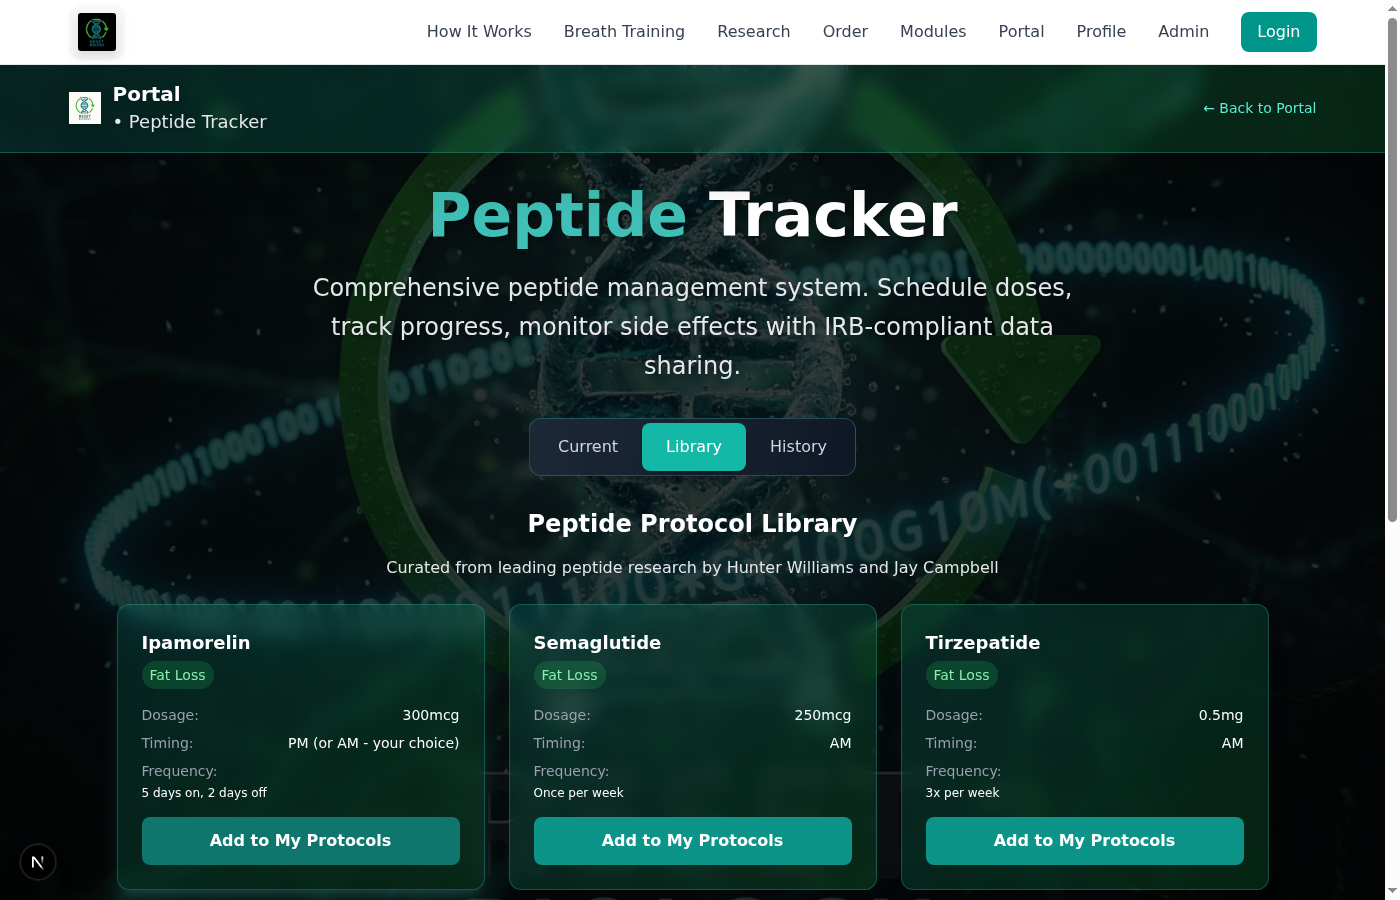 How It Works
Breath Training
Research
Order
Modules
Portal
Profile
Admin
Login
Portal
• Peptide Tracker
← Back to Portal
Peptide Tracker
Comprehensive peptide management system. Schedule doses,
track progress, monitor side effects with IRB-compliant data
sharing.
Current
Library
History
Peptide Protocol Library
Curated from leading peptide research by Hunter Williams and Jay Campbell
Ipamorelin
Fat Loss
Dosage: 300mcg
Timing: PM (or AM - your choice)
Frequency:
5 days on, 2 days off
Add to My Protocols
Semaglutide
Fat Loss
Dosage: 250mcg
Timing: AM
Frequency:
Once per week
Add to My Protocols
Tirzepatide
Fat Loss
Dosage: 0.5mg
Timing: AM
Frequency:
3x per week
Add to My Protocols
N